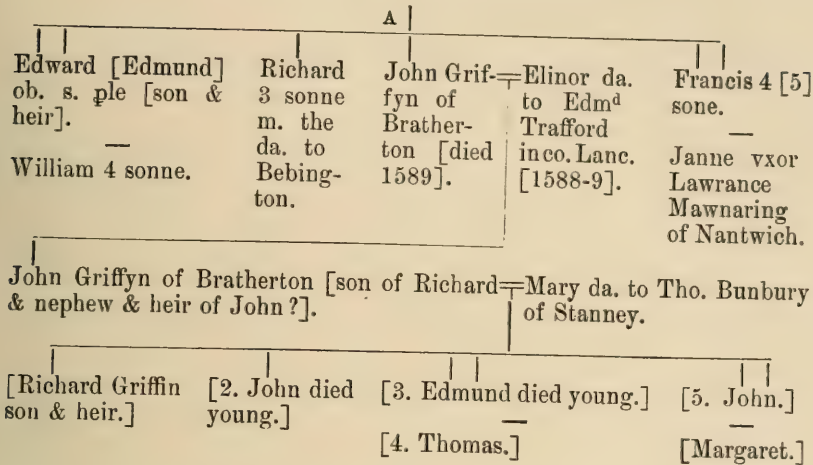 A
Edward [Edmund]
ob. s. ple [son &
heir].
—
William 4 sonne.
Richard
3 sonne
m. the
da. to
Bebing-
ton.
John Grif-
fyn of
Brather-
ton [died
1589].
Elinor da.
to Edmᵈ
Trafford
in co. Lanc.
[1588-9].
Francis 4 [5]
sone.
—
Janne vxor
Lawrance
Mawnaring
of Nantwich.
John Griffyn of Bratherton [son of Richard
& nephew & heir of John ?].
Mary da. to Tho. Bunbury
of Stanney.
[Richard Griffin
son & heir.]
[2. John died
young.]
[3. Edmund died young.]
—
[4. Thomas.]
[5. John.]
—
[Margaret.]